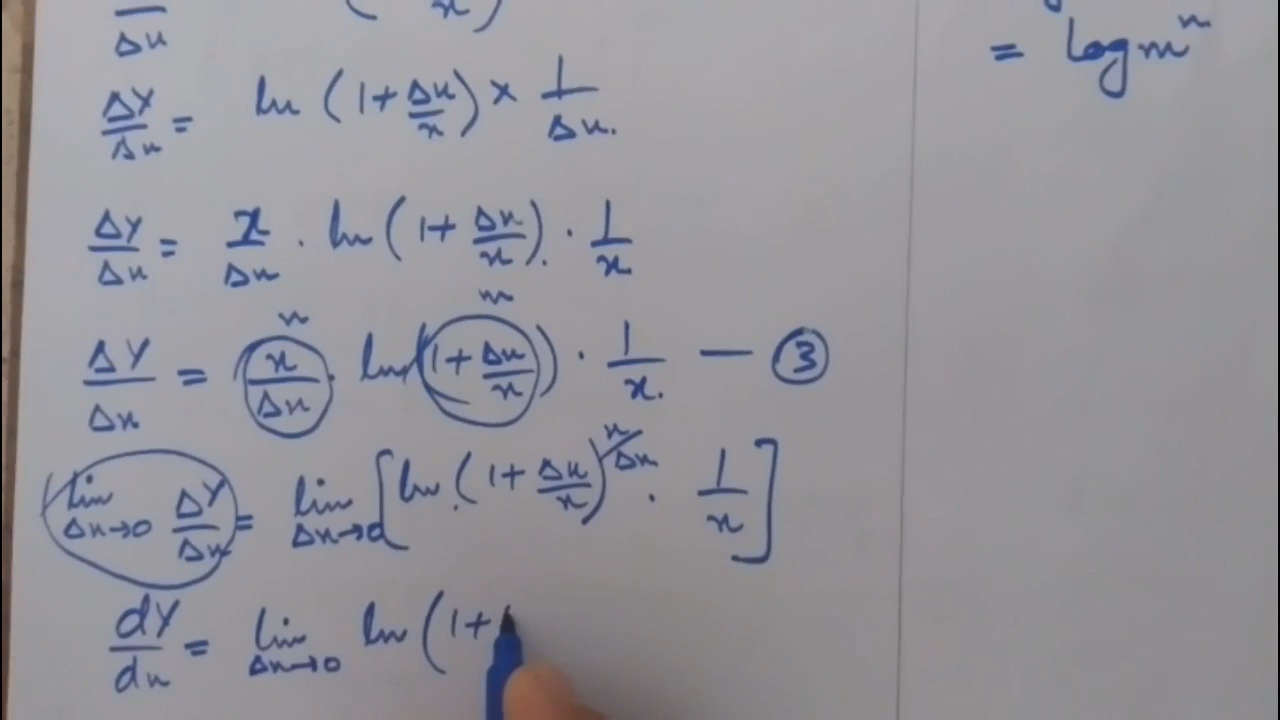 Δx (x)
ΔY/Δx = ln (1 + Δx/x) × 1/Δx.
ΔY/Δx = x/Δx . ln (1 + Δx/x) . 1/x
n m
ΔY/Δx = x/Δx . ln (1 + Δx/x) . 1/x. — ③
lim Δx→0 ΔY/Δx = lim Δx→0 [ln (1 + Δx/x)^x/Δx . 1/x]
dY/dx = lim Δx→0 ln (1 +
= log m^n